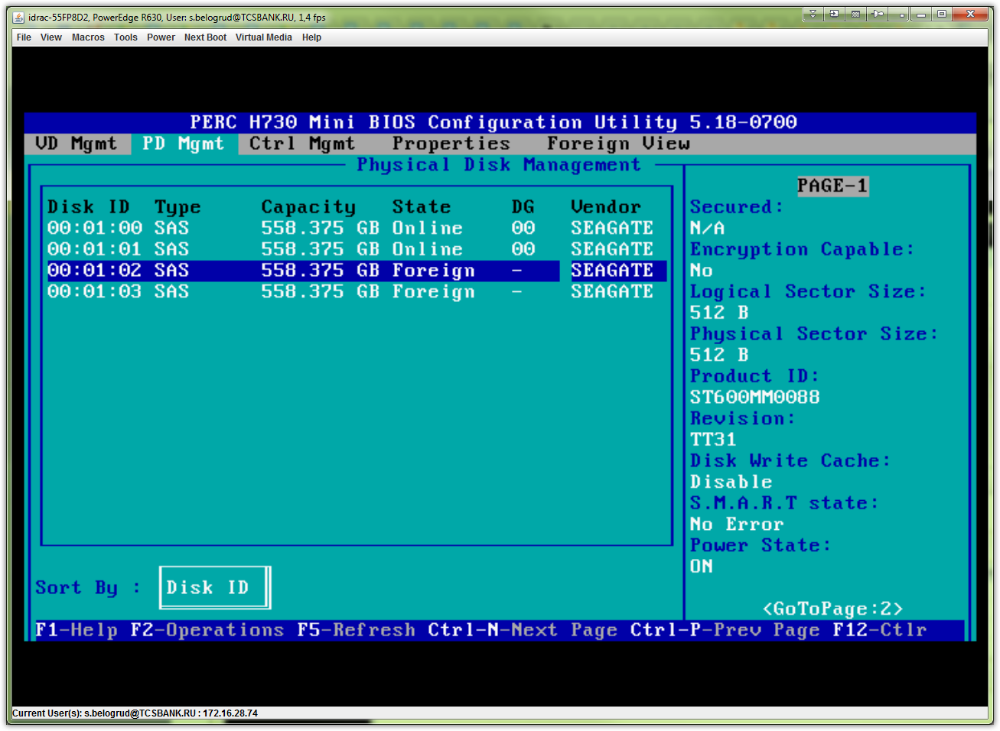 idrac-55FP8D2, PowerEdge R630, User: s.belogrud@TCSBANK.RU, 1,4 fps
File View Macros Tools Power Next Boot Virtual Media Help
PERC H730 Mini BIOS Configuration Utility 5.18-0700
VD Mgmt PD Mgmt Ctrl Mgmt Properties Foreign View
Physical Disk Management
Disk ID Type Capacity State DG Vendor
00:01:00 SAS 558.375 GB Online 00 SEAGATE
00:01:01 SAS 558.375 GB Online 00 SEAGATE
00:01:02 SAS 558.375 GB Foreign - SEAGATE
00:01:03 SAS 558.375 GB Foreign - SEAGATE
Sort By : Disk ID
PAGE-1
Secured:
N/A
Encryption Capable:
No
Logical Sector Size:
512 B
Physical Sector Size:
512 B
Product ID:
ST600MM0088
Revision:
TT31
Disk Write Cache:
Disable
S.M.A.R.T state:
No Error
Power State:
ON
<GoToPage:2>
F1-Help F2-Operations F5-Refresh Ctrl-N-Next Page Ctrl-P-Prev Page F12-Ctlr
Current User(s): s.belogrud@TCSBANK.RU : 172.16.28.74